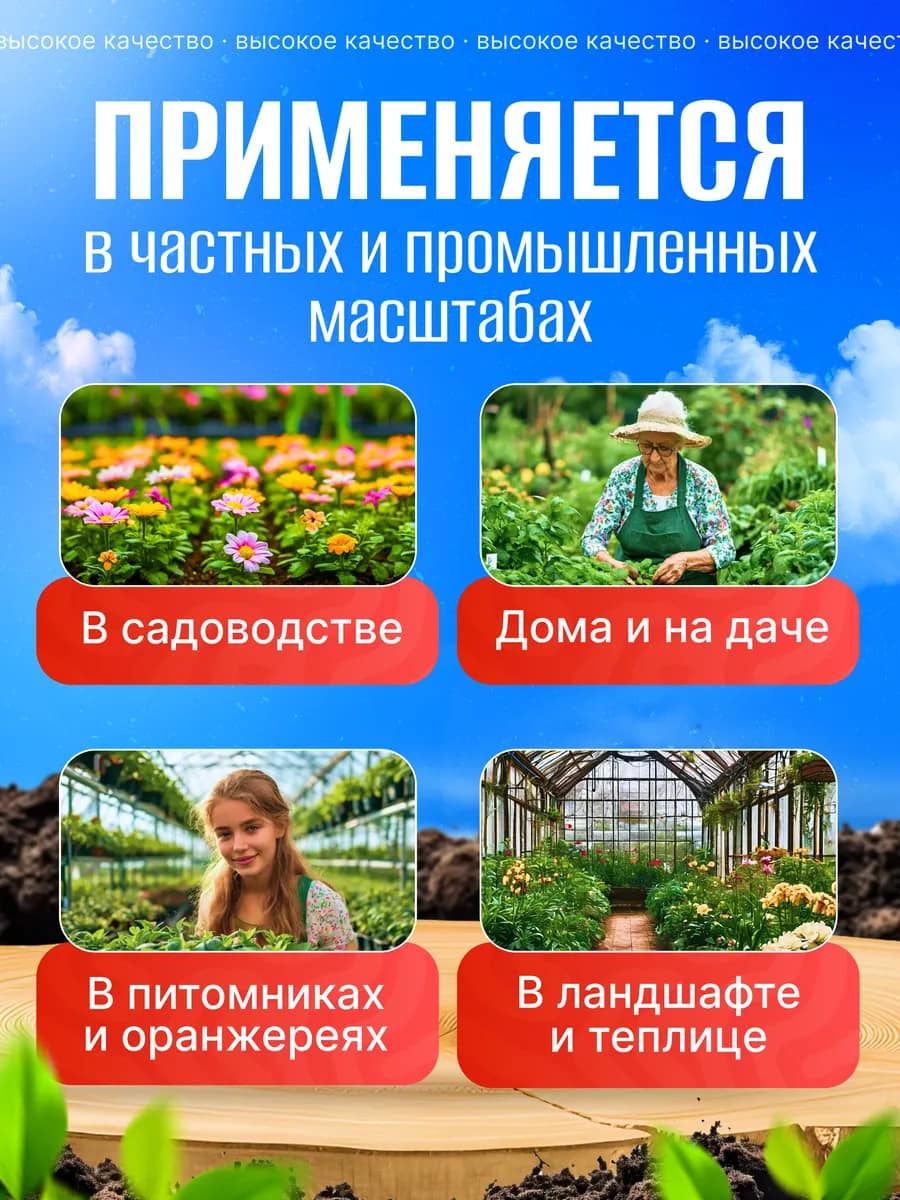 высокое качество · высокое качество · высокое качество · высокое качест
ПРИМЕНЯЕТСЯ
в частных и промышленных
масштабах
В садоводстве
Дома и на даче
В питомниках
и оранжереях
В ландшафте
и теплице